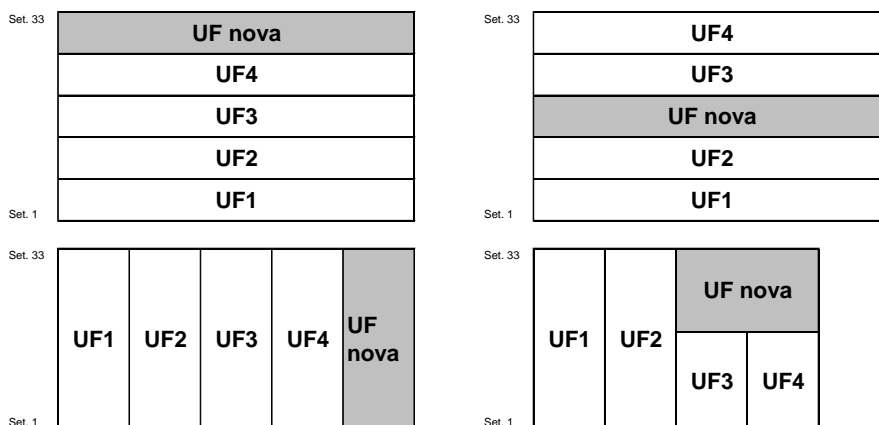 Set. 33
UF nova
UF4
UF3
UF2
UF1
Set. 1
Set. 33
UF4
UF3
UF nova
UF2
UF1
Set. 1
Set. 33
UF1 UF2 UF3 UF4 UF
nova
Set. 1
Set. 33
UF nova
UF1 UF2
UF3 UF4
Set. 1